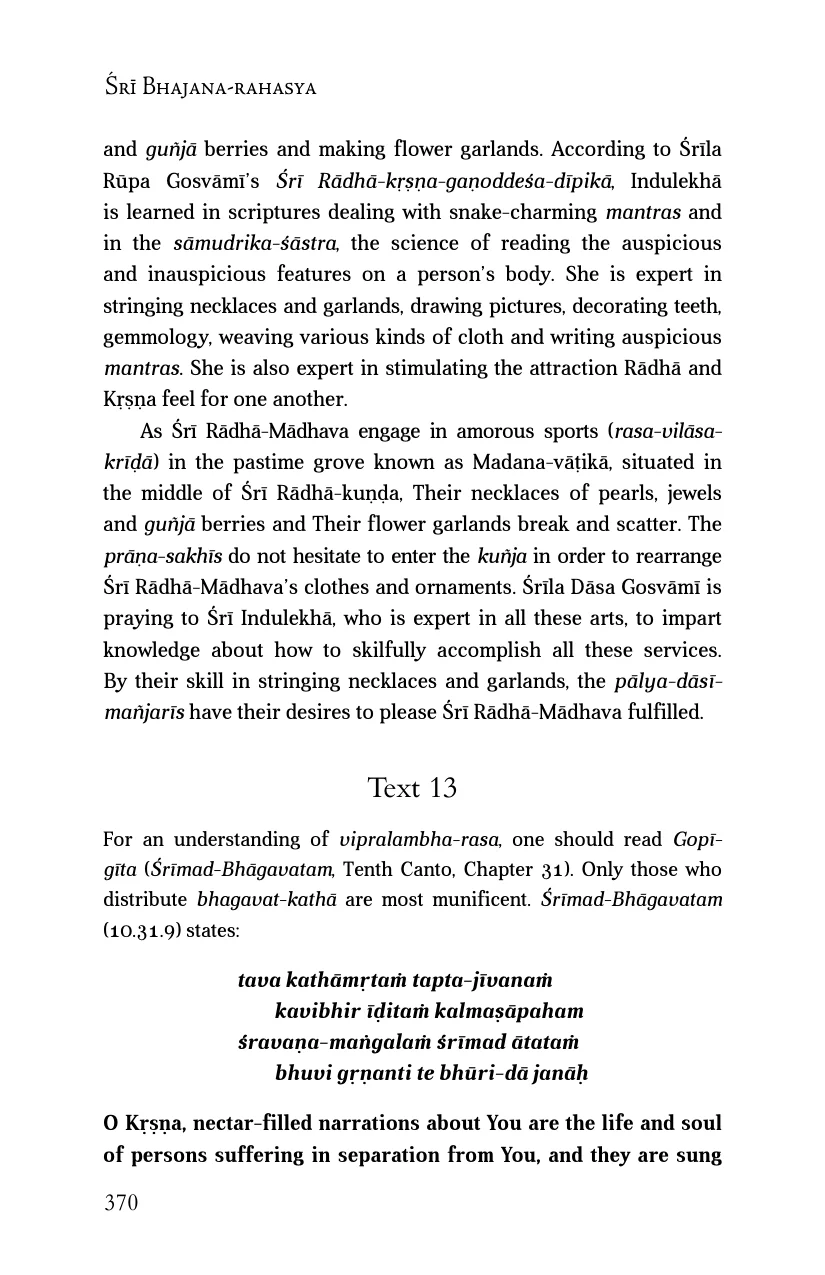 Śrī Bhajana-rahasya
and guñjā berries and making flower garlands. According to Śrīla
Rūpa Gosvāmī’s Śrī Rādhā-kṛṣṇa-gaṇoddeśa-dīpikā, Indulekhā
is learned in scriptures dealing with snake-charming mantras and
in the sāmudrika-śāstra, the science of reading the auspicious
and inauspicious features on a person’s body. She is expert in
stringing necklaces and garlands, drawing pictures, decorating teeth,
gemmology, weaving various kinds of cloth and writing auspicious
mantras. She is also expert in stimulating the attraction Rādhā and
Kṛṣṇa feel for one another.
As Śrī Rādhā-Mādhava engage in amorous sports (rasa-vilāsa-
krīḍā) in the pastime grove known as Madana-vāṭikā, situated in
the middle of Śrī Rādhā-kuṇḍa, Their necklaces of pearls, jewels
and guñjā berries and Their flower garlands break and scatter. The
prāṇa-sakhīs do not hesitate to enter the kuñja in order to rearrange
Śrī Rādhā-Mādhava’s clothes and ornaments. Śrīla Dāsa Gosvāmī is
praying to Śrī Indulekhā, who is expert in all these arts, to impart
knowledge about how to skilfully accomplish all these services.
By their skill in stringing necklaces and garlands, the pālya-dāsī-
mañjarīs have their desires to please Śrī Rādhā-Mādhava fulfilled.
Text 13
For an understanding of vipralambha-rasa, one should read Gopī-
gīta (Śrīmad-Bhāgavatam, Tenth Canto, Chapter 31). Only those who
distribute bhagavat-kathā are most munificent. Śrīmad-Bhāgavatam
(10.31.9) states:
tava kathāmṛtaṁ tapta-jīvanaṁ
kavibhir īḍitaṁ kalmaṣāpaham
śravaṇa-maṅgalaṁ śrīmad ātataṁ
bhuvi gṛṇanti te bhūri-dā janāḥ
O Kṛṣṇa, nectar-filled narrations about You are the life and soul
of persons suffering in separation from You, and they are sung
370